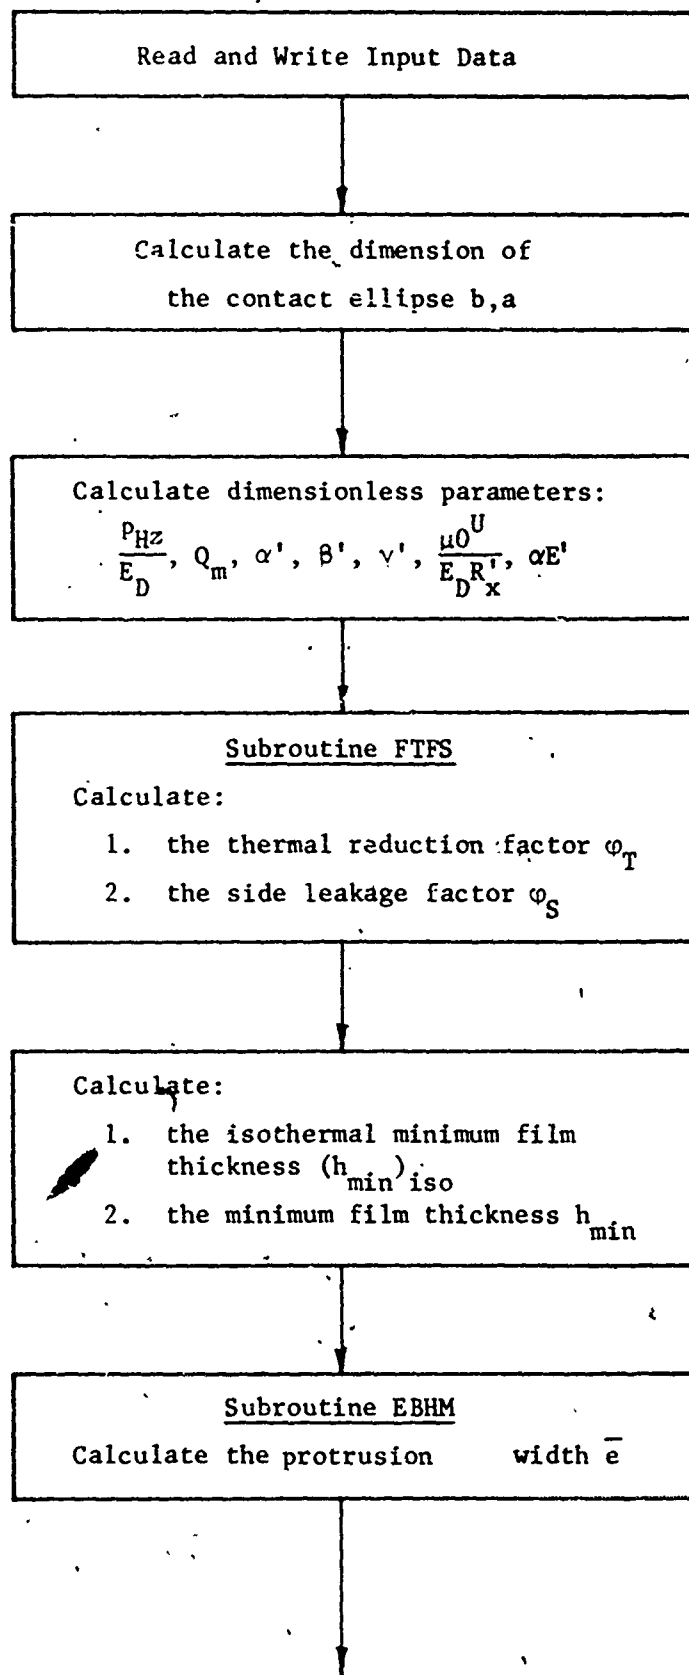 Read and Write Input Data
Calculate the dimension of
the contact ellipse b,a
Calculate dimensionless parameters:
P_Hz/E_D, Q_m, α', β', γ', μ0^U/E_D R'_x, αE'
Subroutine FTFS
Calculate:
1. the thermal reduction factor φ_T
2. the side leakage factor φ_S
Calculate:
1. the isothermal minimum film
thickness (h_min)_iso
2. the minimum film thickness h_min
Subroutine EBHM
Calculate the protrusion width e̅